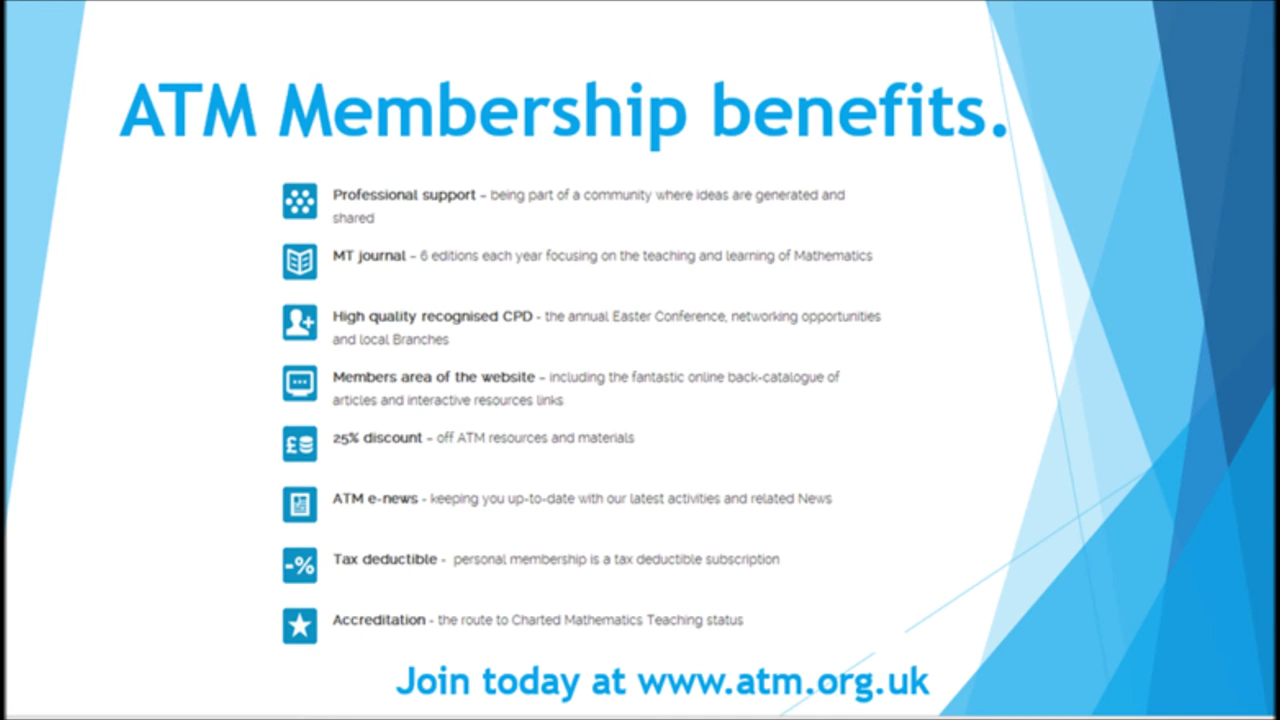 ATM Membership benefits.
Professional support – being part of a community where ideas are generated and
shared
MT journal – 6 editions each year focusing on the teaching and learning of Mathematics
High quality recognised CPD - the annual Easter Conference, networking opportunities
and local Branches
Members area of the website – including the fantastic online back-catalogue of
articles and interactive resources links
£
25% discount – off ATM resources and materials
ATM e-news - keeping you up-to-date with our latest activities and related News
-%
Tax deductible - personal membership is a tax deductible subscription
Accreditation - the route to Charted Mathematics Teaching status
Join today at www.atm.org.uk